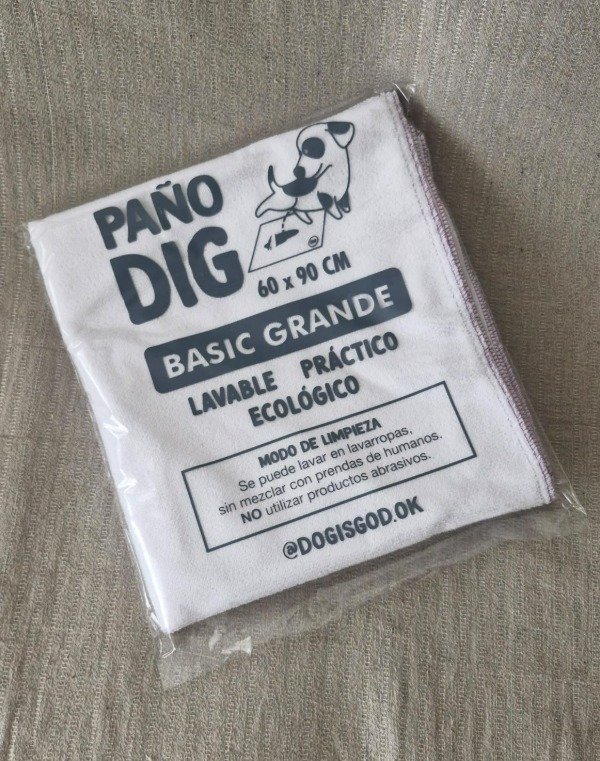 PAÑO
DIG
60 x 90 CM
BASIC GRANDE
LAVABLE PRÁCTICO
ECOLÓGICO
MODO DE LIMPIEZA
Se puede lavar en lavarropas,
sin mezclar con prendas de humanos.
NO utilizar productos abrasivos.
@DOGISGOD.OK